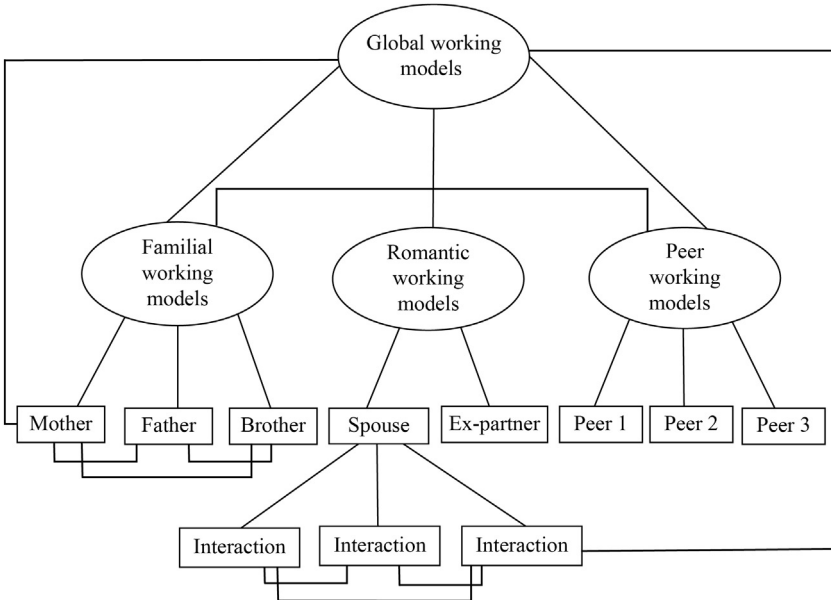 Global working
models
Familial
working
models
Romantic
working
models
Peer
working
models
Mother
Father
Brother
Spouse
Ex-partner
Peer 1
Peer 2
Peer 3
Interaction
Interaction
Interaction